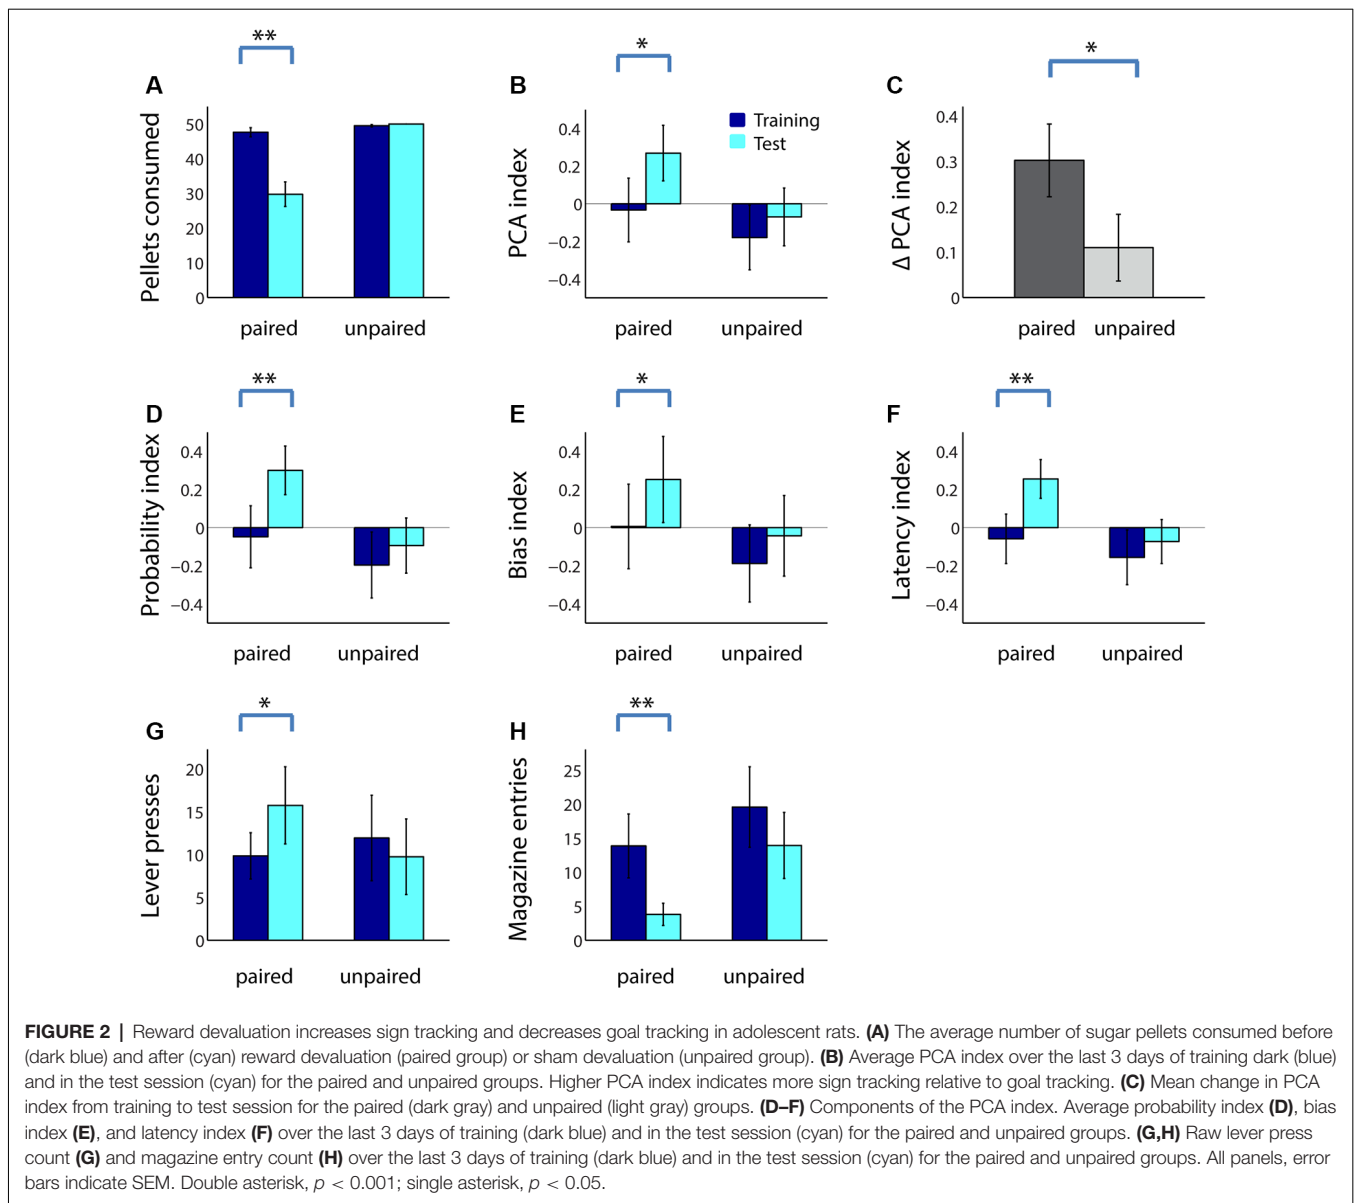 **
A
Pellets consumed
50
40
30
20
10
0
paired unpaired
*
B
PCA index
0.4
0.2
0
−0.2
−0.4
Training
Test
paired unpaired
*
C
Δ PCA index
0.4
0.3
0.2
0.1
0
paired unpaired
**
D
Probability index
0.4
0.2
0
−0.2
−0.4
paired unpaired
*
E
Bias index
0.4
0.2
0
−0.2
−0.4
paired unpaired
**
F
Latency index
0.4
0.2
0
−0.2
−0.4
paired unpaired
*
G
Lever presses
20
15
10
5
0
paired unpaired
**
H
Magazine entries
25
20
15
10
5
0
paired unpaired
FIGURE 2 | Reward devaluation increases sign tracking and decreases goal tracking in adolescent rats. (A) The average number of sugar pellets consumed before
(dark blue) and after (cyan) reward devaluation (paired group) or sham devaluation (unpaired group). (B) Average PCA index over the last 3 days of training dark (blue)
and in the test session (cyan) for the paired and unpaired groups. Higher PCA index indicates more sign tracking relative to goal tracking. (C) Mean change in PCA
index from training to test session for the paired (dark gray) and unpaired (light gray) groups. (D–F) Components of the PCA index. Average probability index (D), bias
index (E), and latency index (F) over the last 3 days of training (dark blue) and in the test session (cyan) for the paired and unpaired groups. (G,H) Raw lever press
count (G) and magazine entry count (H) over the last 3 days of training (dark blue) and in the test session (cyan) for the paired and unpaired groups. All panels, error
bars indicate SEM. Double asterisk, p < 0.001; single asterisk, p < 0.05.